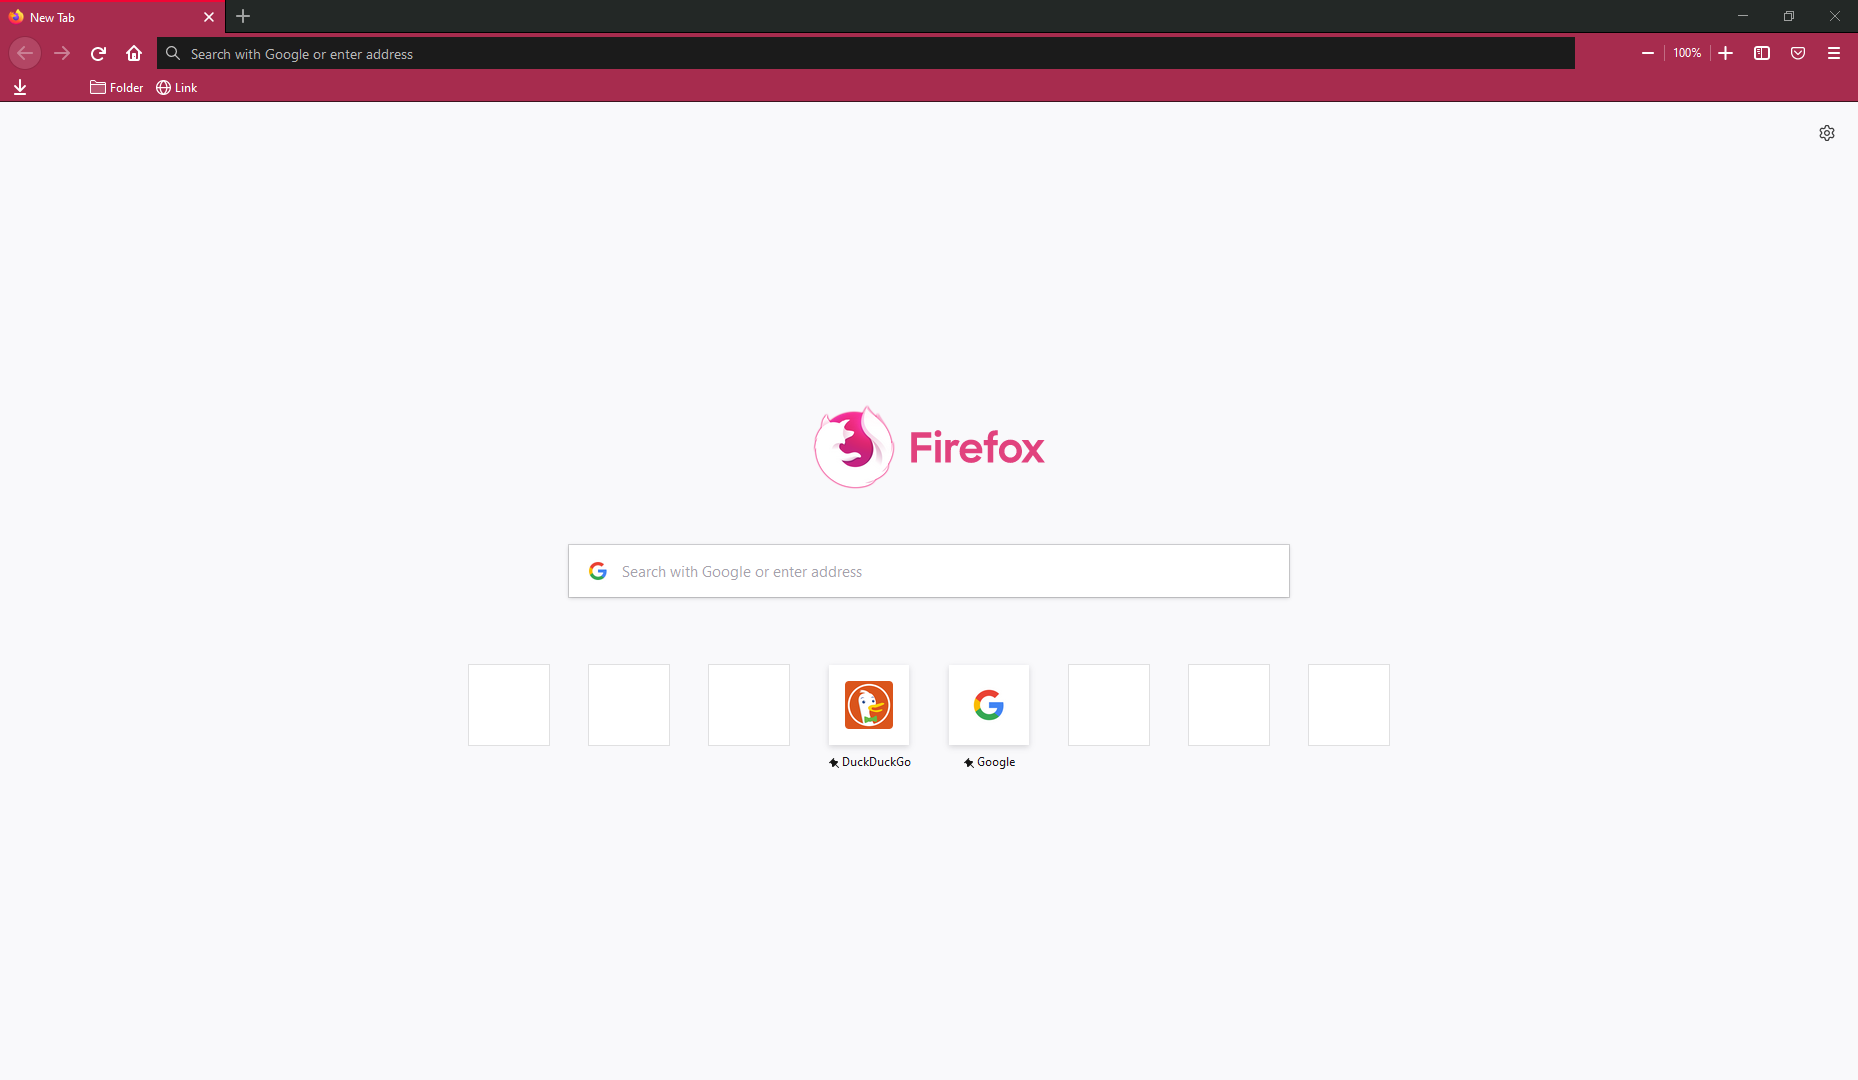 New Tab
Search with Google or enter address
100%
Folder
Link
Firefox
Search with Google or enter address
DuckDuckGo
Google